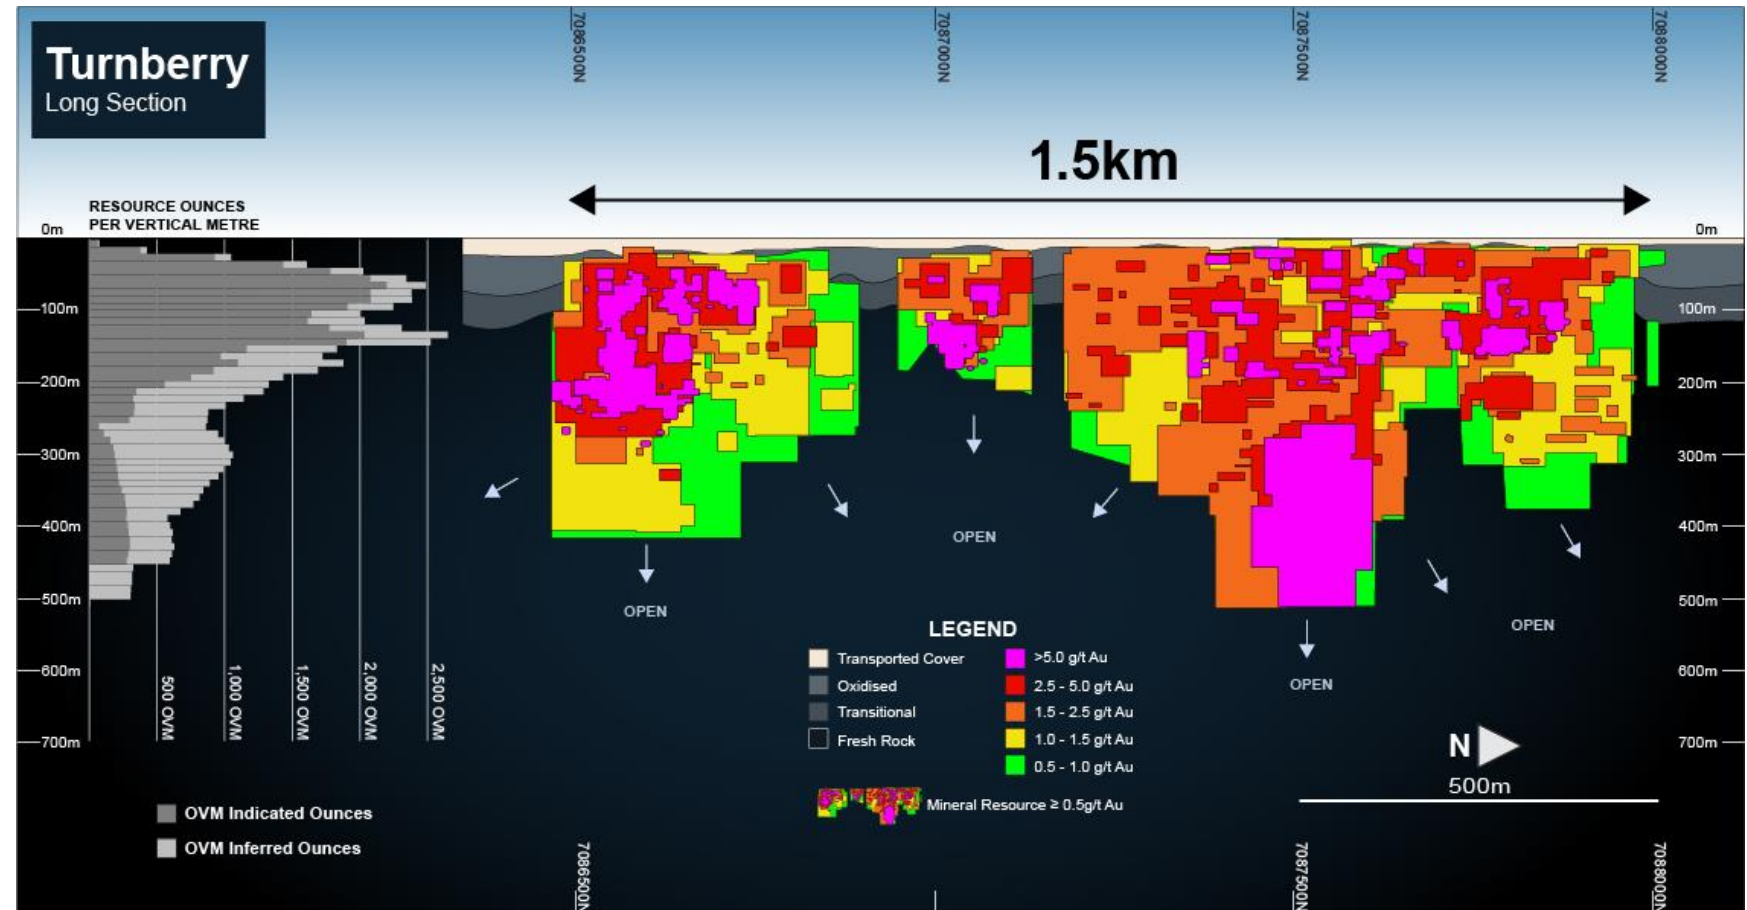 Turnberry
Long Section
7086500N
7087000N
7087500N
7088000N
1.5km
RESOURCE OUNCES
PER VERTICAL METRE
0m
0m
100m
100m
200m
200m
300m
300m
400m
400m
500m
500m
600m
600m
700m
700m
500 OVM
1,000 OVM
1,500 OVM
2,000 OVM
2,500 OVM
OPEN
OPEN
OPEN
OPEN
LEGEND
Transported Cover
Oxidised
Transitional
Fresh Rock
>5.0 g/t Au
2.5 - 5.0 g/t Au
1.5 - 2.5 g/t Au
1.0 - 1.5 g/t Au
0.5 - 1.0 g/t Au
Mineral Resource ≥ 0.5g/t Au
N
500m
OVM Indicated Ounces
OVM Inferred Ounces
7086500N
7087500N
7088000N